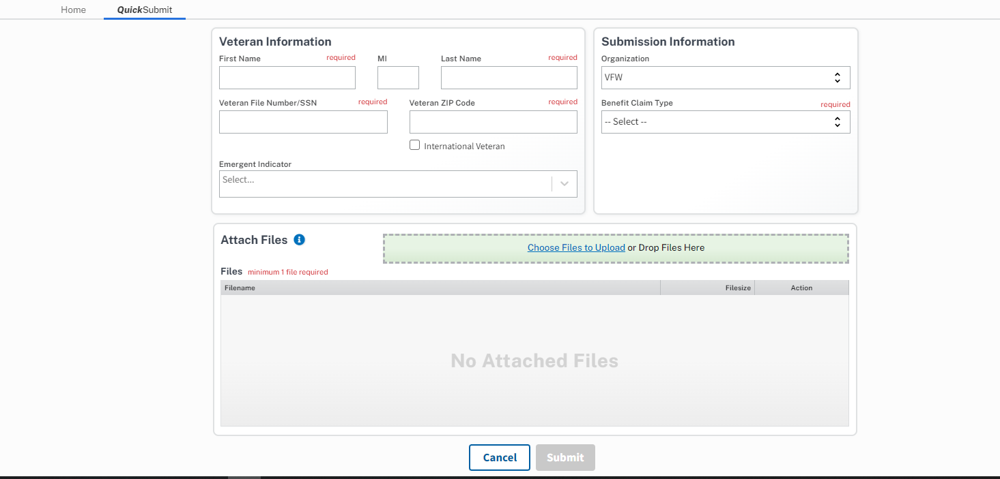 Home QuickSubmit
Veteran Information
First Name required MI Last Name required
Veteran File Number/SSN required Veteran ZIP Code required
International Veteran
Emergent Indicator
Select...
Submission Information
Organization
VFW
Benefit Claim Type required
-- Select --
Attach Files
Choose Files to Upload or Drop Files Here
Files minimum 1 file required
Filename Filesize Action
No Attached Files
Cancel Submit